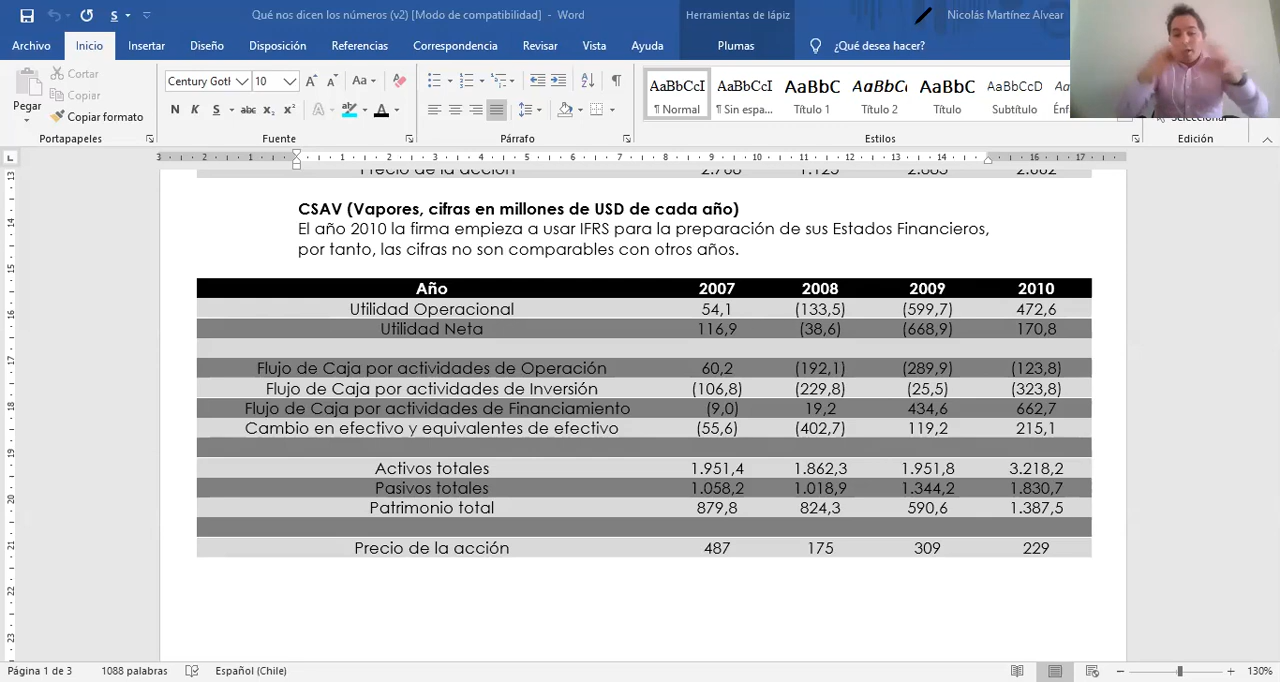 Qué nos dicen los números (v2) [Modo de compatibilidad] - Word
Herramientas de lápiz
Nicolás Martínez Alvear
Archivo Inicio Insertar Diseño Disposición Referencias Correspondencia Revisar Vista Ayuda Plumas ¿Qué desea hacer?
Pegar
Cortar
Copiar
Copiar formato
Portapapeles
Century Goth 10
Fuente
Párrafo
AaBbCcI AaBbCcI AaBbC AaBbCc AaBbC AaBbCcD
¶ Normal ¶ Sin espa... Título 1 Título 2 Título Subtítulo
Estilos
Edición
Precio de la acción
CSAV (Vapores, cifras en millones de USD de cada año)
El año 2010 la firma empieza a usar IFRS para la preparación de sus Estados Financieros,
por tanto, las cifras no son comparables con otros años.
Año 2007 2008 2009 2010
Utilidad Operacional 54,1 (133,5) (599,7) 472,6
Utilidad Neta 116,9 (38,6) (668,9) 170,8
Flujo de Caja por actividades de Operación 60,2 (192,1) (289,9) (123,8)
Flujo de Caja por actividades de Inversión (106,8) (229,8) (25,5) (323,8)
Flujo de Caja por actividades de Financiamiento (9,0) 19,2 434,6 662,7
Cambio en efectivo y equivalentes de efectivo (55,6) (402,7) 119,2 215,1
Activos totales 1.951,4 1.862,3 1.951,8 3.218,2
Pasivos totales 1.058,2 1.018,9 1.344,2 1.830,7
Patrimonio total 879,8 824,3 590,6 1.387,5
Precio de la acción 487 175 309 229
Página 1 de 3 1088 palabras Español (Chile) 130%